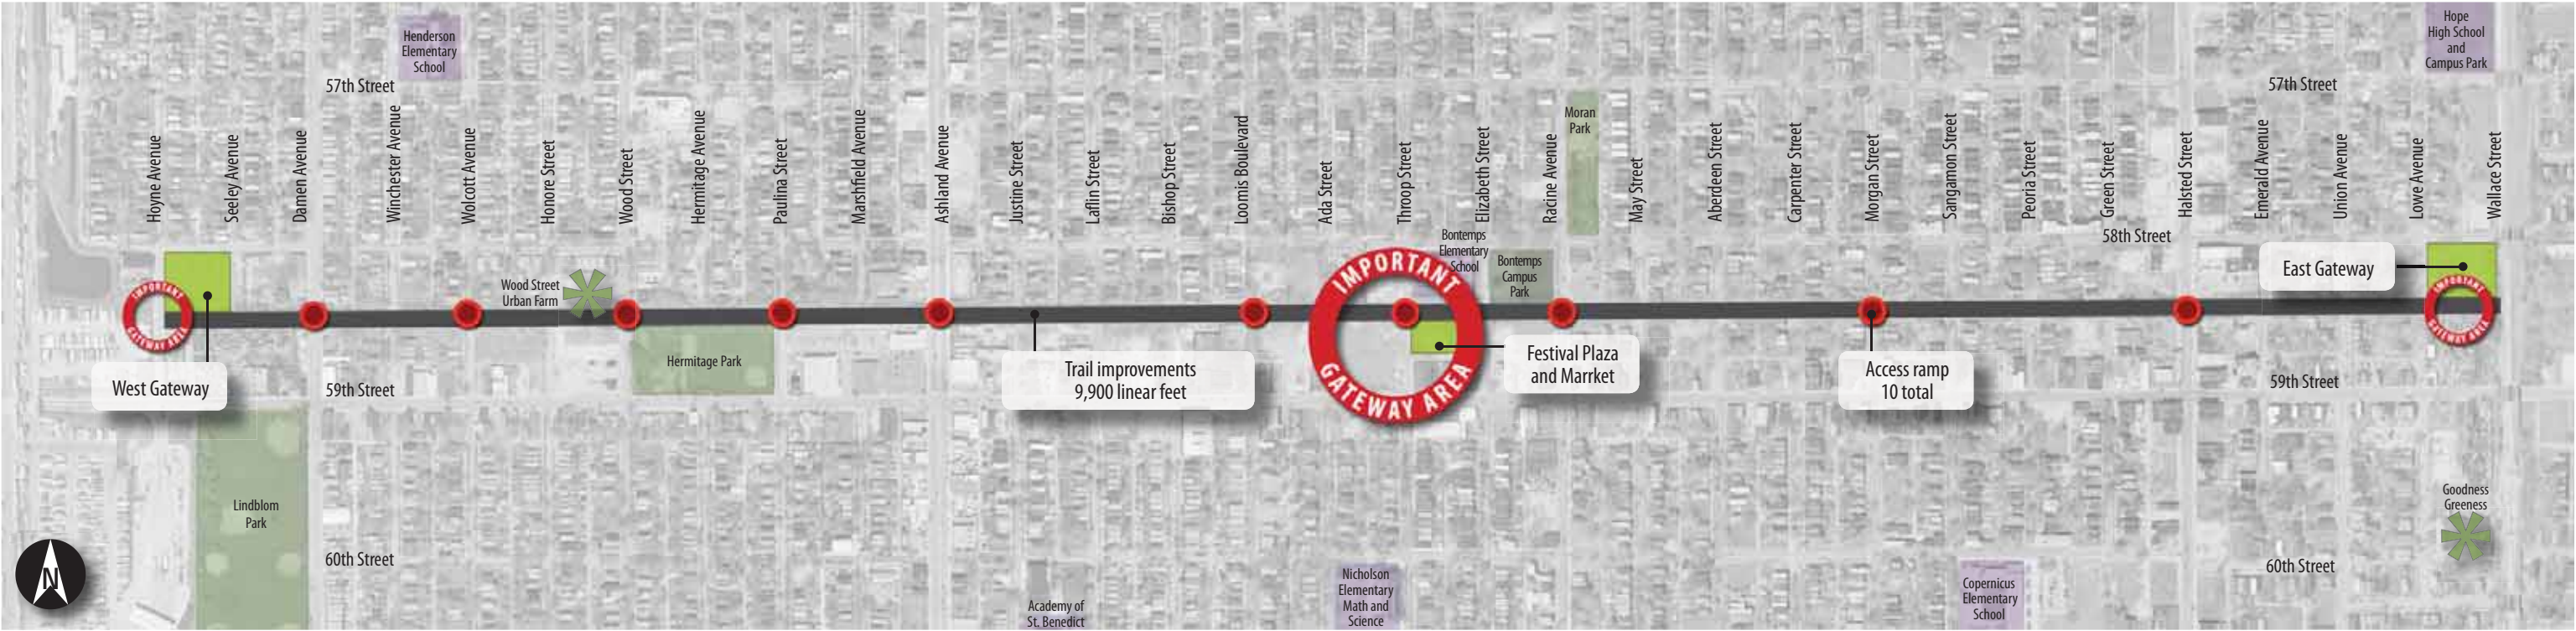 Henderson
Elementary
School
Hope
High School
and
Campus Park
57th Street
57th Street
Moran
Park
Hoyne Avenue
Seeley Avenue
Damen Avenue
Winchester Avenue
Wolcott Avenue
Honore Street
Wood Street
Hermitage Avenue
Paulina Street
Marshfield Avenue
Ashland Avenue
Justine Street
Laflin Street
Bishop Street
Loomis Boulevard
Ada Street
Throop Street
Elizabeth Street
Racine Avenue
May Street
Aberdeen Street
Carpenter Street
Morgan Street
Sangamon Street
Peoria Street
Green Street
Halsted Street
Emerald Avenue
Union Avenue
Lowe Avenue
Wallace Street
58th Street
Bontemps
Elementary
School
Bontemps
Campus
Park
East Gateway
Wood Street
Urban Farm
IMPORTANT
GATEWAY AREA
IMPORTANT
GATEWAY AREA
IMPORTANT
GATEWAY AREA
West Gateway
59th Street
Hermitage Park
Trail improvements
9,900 linear feet
Festival Plaza
and Marrket
Access ramp
10 total
59th Street
Lindblom
Park
Goodness
Greeness
60th Street
60th Street
N
Academy of
St. Benedict
Nicholson
Elementary
Math and
Science
Copernicus
Elementary
School